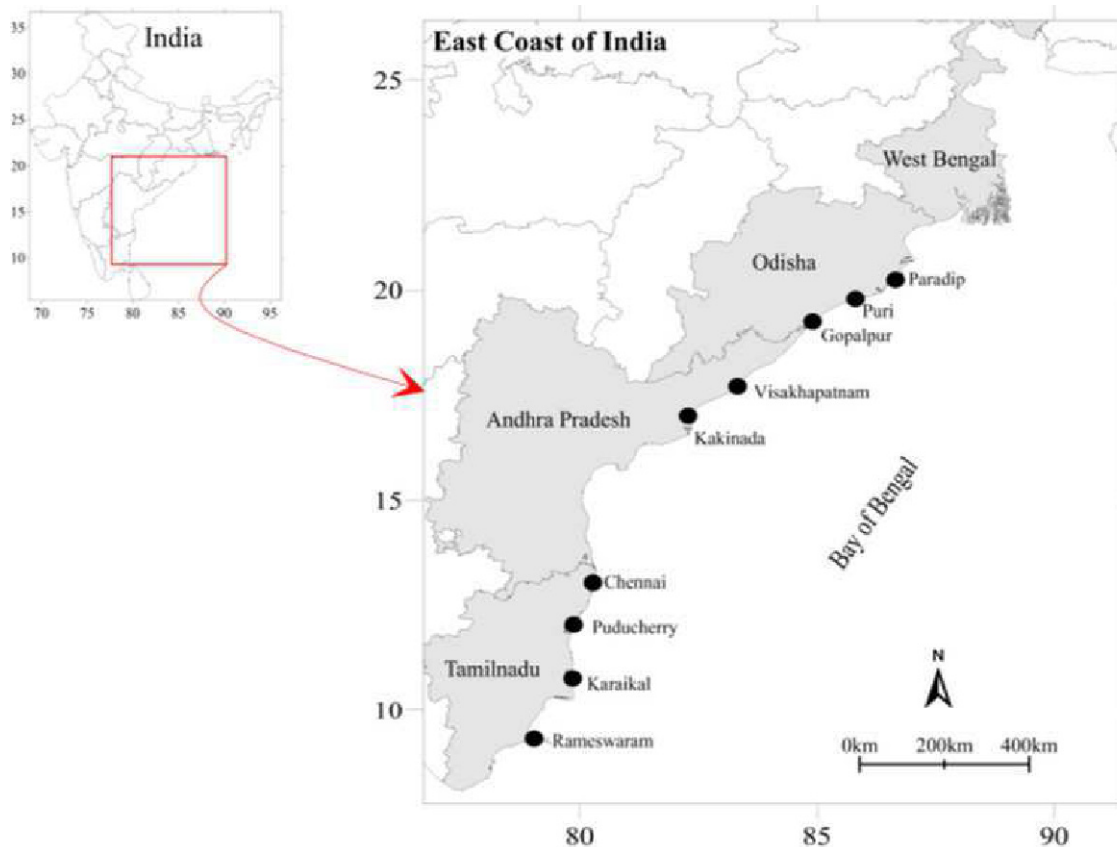 India
35
30
25
20
15
10
70 75 80 85 90 95
East Coast of India
25
20
15
10
West Bengal
Odisha
Paradip
Puri
Gopalpur
Visakhapatnam
Andhra Pradesh
Kakinada
Bay of Bengal
Chennai
Puducherry
Tamilnadu
Karaikal
Rameswaram
N
0km 200km 400km
80 85 90